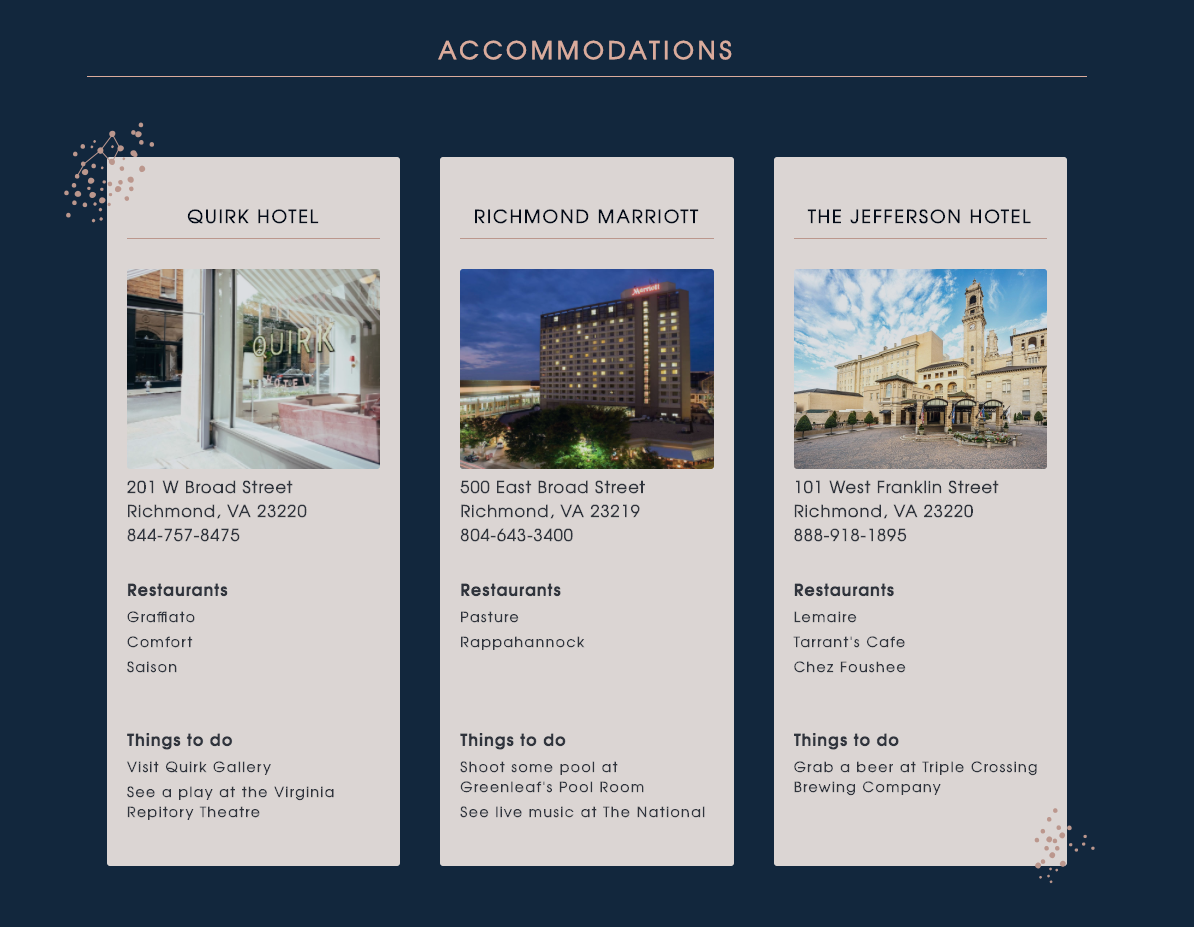 ACCOMMODATIONS
QUIRK HOTEL
QUIRK
HOTEL
201 W Broad Street
Richmond, VA 23220
844-757-8475
Restaurants
Graffiato
Comfort
Saison
Things to do
Visit Quirk Gallery
See a play at the Virginia
Repitory Theatre
RICHMOND MARRIOTT
Marriott
500 East Broad Street
Richmond, VA 23219
804-643-3400
Restaurants
Pasture
Rappahannock
Things to do
Shoot some pool at
Greenleaf's Pool Room
See live music at The National
THE JEFFERSON HOTEL
101 West Franklin Street
Richmond, VA 23220
888-918-1895
Restaurants
Lemaire
Tarrant's Cafe
Chez Foushee
Things to do
Grab a beer at Triple Crossing
Brewing Company